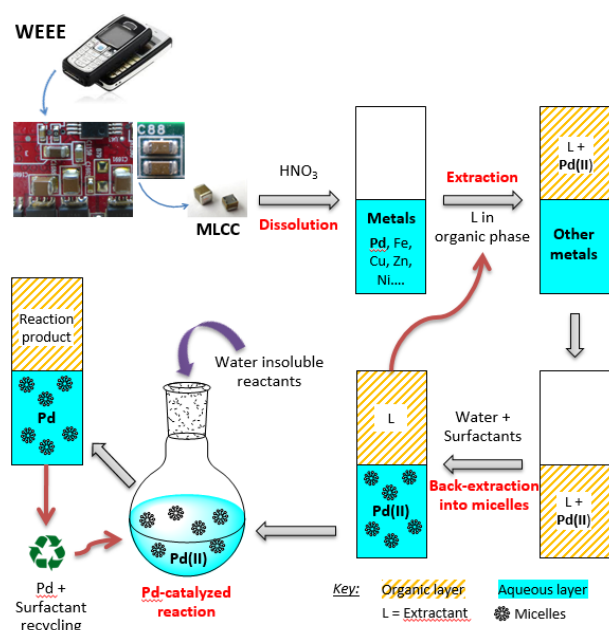 WEEE
C88
MLCC
HNO3
Dissolution
Metals
Pd, Fe,
Cu, Zn,
Ni....
Extraction
L in
organic phase
L +
Pd(II)
Other
metals
Reaction
product
Pd
Water insoluble
reactants
L
Pd(II)
Water +
Surfactants
Back-extraction
into micelles
L +
Pd(II)
Pd(II)
Pd-catalyzed
reaction
Pd +
Surfactant
recycling
Key:
Organic layer
Aqueous layer
L = Extractant
Micelles